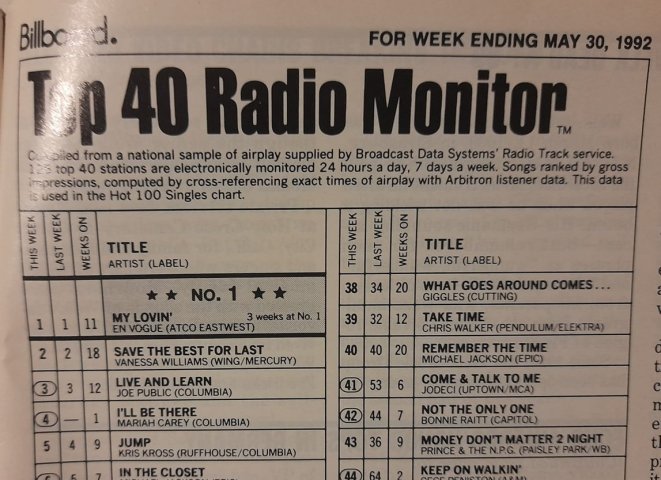 Billboard.
FOR WEEK ENDING MAY 30, 1992
Top 40 Radio Monitor™
Compiled from a national sample of airplay supplied by Broadcast Data Systems' Radio Track service.
top 40 stations are electronically monitored 24 hours a day, 7 days a week. Songs ranked by gross
impressions, computed by cross-referencing exact times of airplay with Arbitron listener data. This data
is used in the Hot 100 Singles chart.
THIS WEEK
LAST WEEK
WEEKS ON
TITLE
ARTIST (LABEL)
★★ NO. 1 ★★
1 1 11 MY LOVIN'
EN VOGUE (ATCO EASTWEST) 3 weeks at No. 1
2 2 18 SAVE THE BEST FOR LAST
VANESSA WILLIAMS (WING/MERCURY)
3 3 12 LIVE AND LEARN
JOE PUBLIC (COLUMBIA)
4 — 1 I'LL BE THERE
MARIAH CAREY (COLUMBIA)
5 4 9 JUMP
KRIS KROSS (RUFFHOUSE/COLUMBIA)
7 IN THE CLOSET
THIS WEEK
LAST WEEK
WEEKS ON
TITLE
ARTIST (LABEL)
38 34 20 WHAT GOES AROUND COMES...
GIGGLES (CUTTING)
39 32 12 TAKE TIME
CHRIS WALKER (PENDULUM/ELEKTRA)
40 40 20 REMEMBER THE TIME
MICHAEL JACKSON (EPIC)
41 53 6 COME & TALK TO ME
JODECI (UPTOWN/MCA)
42 44 7 NOT THE ONLY ONE
BONNIE RAITT (CAPITOL)
43 36 9 MONEY DON'T MATTER 2 NIGHT
PRINCE & THE N.P.G. (PAISLEY PARK/WB)
44 64 2 KEEP ON WALKIN'
CECE PENISTON (A&M)